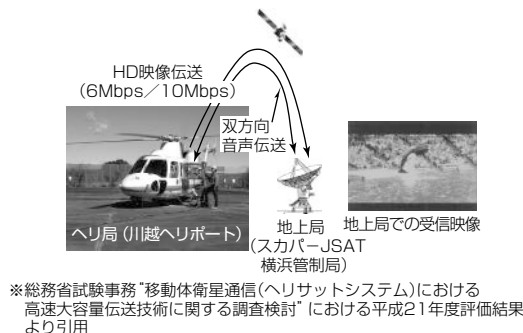 HD映像伝送
（6Mbps／10Mbps）
双方向
音声伝送
ヘリ局（川越ヘリポート）
地上局
（スカパーJSAT
横浜管制局）
地上局での受信映像
※総務省試験事務“移動体衛星通信（ヘリサットシステム）における
高速大容量伝送技術に関する調査検討”における平成21年度評価結果
より引用